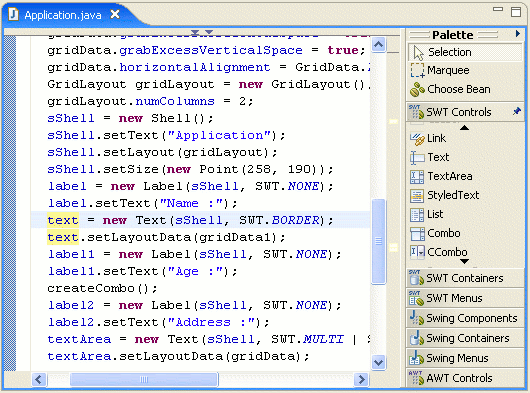 Application.java
gridData.grabExcessVerticalSpace = true;
gridData.horizontalAlignment = GridData.
GridLayout gridLayout = new GridLayout()
gridLayout.numColumns = 2;
sShell = new Shell();
sShell.setText("Application");
sShell.setLayout(gridLayout);
sShell.setSize(new Point(258, 190));
label = new Label(sShell, SWT.NONE);
label.setText("Name :");
text = new Text(sShell, SWT.BORDER);
text.setLayoutData(gridData1);
label1 = new Label(sShell, SWT.NONE);
label1.setText("Age :");
createCombo();
label2 = new Label(sShell, SWT.NONE);
label2.setText("Address :");
textArea = new Text(sShell, SWT.MULTI | S
textArea.setLayoutData(gridData);
Palette
Selection
Marquee
Choose Bean
SWT Controls
Link
Text
TextArea
StyledText
List
Combo
CCombo
SWT Containers
SWT Menus
Swing Components
Swing Containers
Swing Menus
AWT Controls